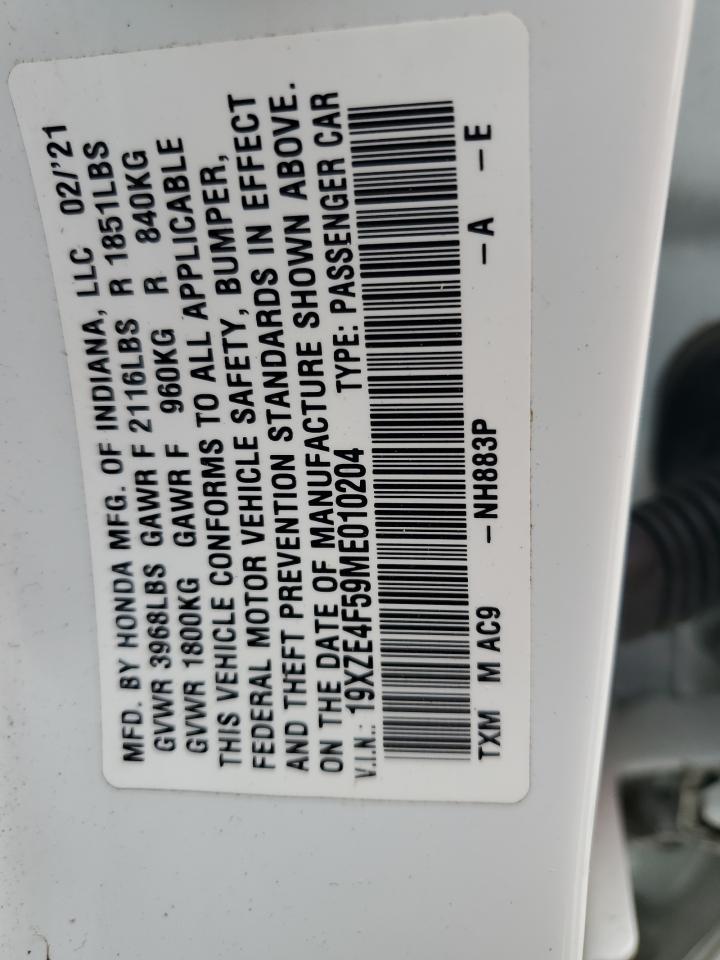 MFD. BY HONDA MFG. OF INDIANA, LLC 02/'21
GVWR 3968LBS GAWR F 2116LBS R 1851LBS
GVWR 1800KG GAWR F 960KG R 840KG
THIS VEHICLE CONFORMS TO ALL APPLICABLE
FEDERAL MOTOR VEHICLE SAFETY, BUMPER,
AND THEFT PREVENTION STANDARDS IN EFFECT
ON THE DATE OF MANUFACTURE SHOWN ABOVE.
V.I.N.: 19XZE4F59ME010204 TYPE: PASSENGER CAR
TXM M AC9 -NH883P -A -E